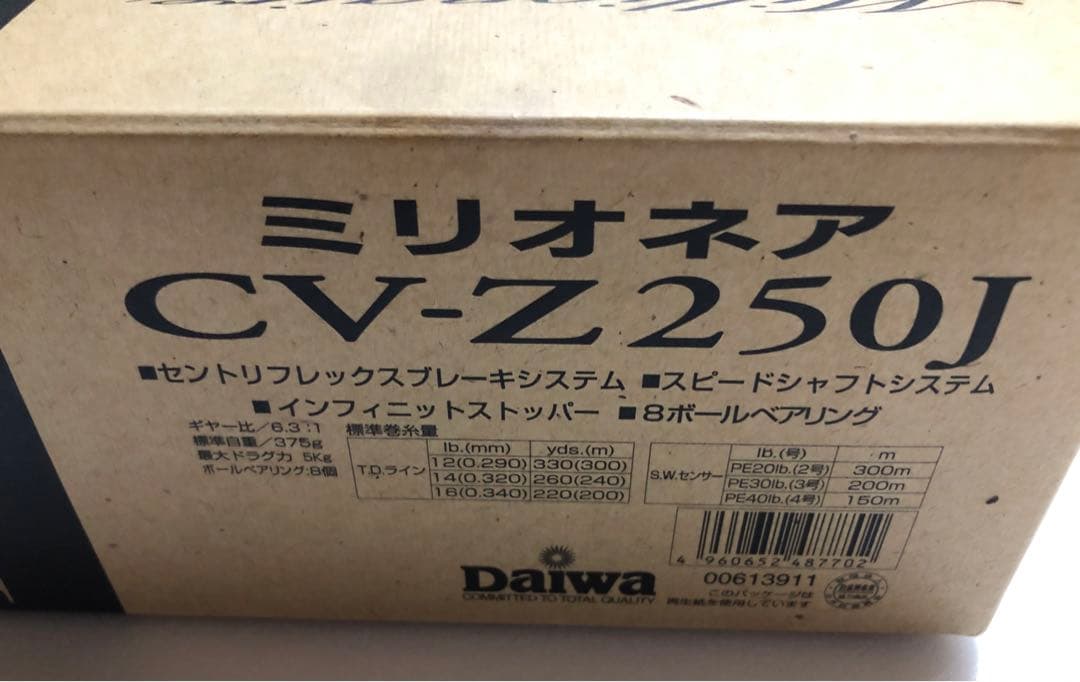 ミリオネア
CV-Z250J
■セントリフレックスブレーキシステム ■スピードシャフトシステム
■インフィニットストッパー ■8ボールベアリング
ギヤー比/6.3:1
標準自重/375g
最大ドラグ力 5Kg
ボールベアリング:8個
標準巻糸量
lb.(mm) yds.(m)
T.D.ライン
12(0.290) 330(300)
14(0.320) 260(240)
16(0.340) 220(200)
lb.(号) m
S.W.センサー
PE20lb.(2号) 300m
PE30lb.(3号) 200m
PE40lb.(4号) 150m
4 960652 487702
00613911
Daiwa
COMMITTED TO TOTAL QUALITY
このパッケージは
再生紙を使用しています